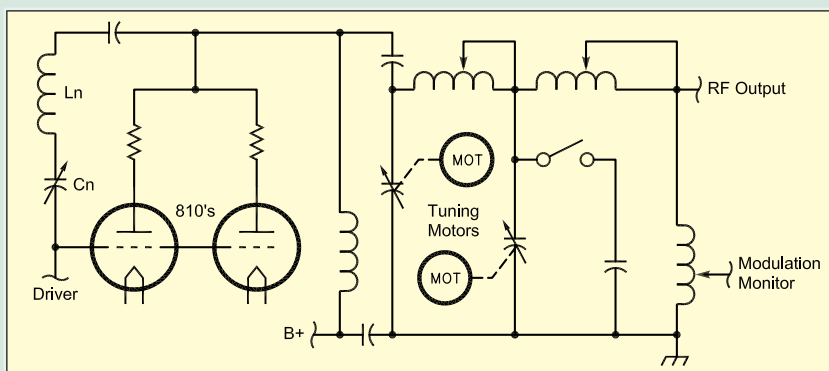 Ln
Cn
810's
Driver
B+
MOT
Tuning
Motors
MOT
RF Output
Modulation
Monitor